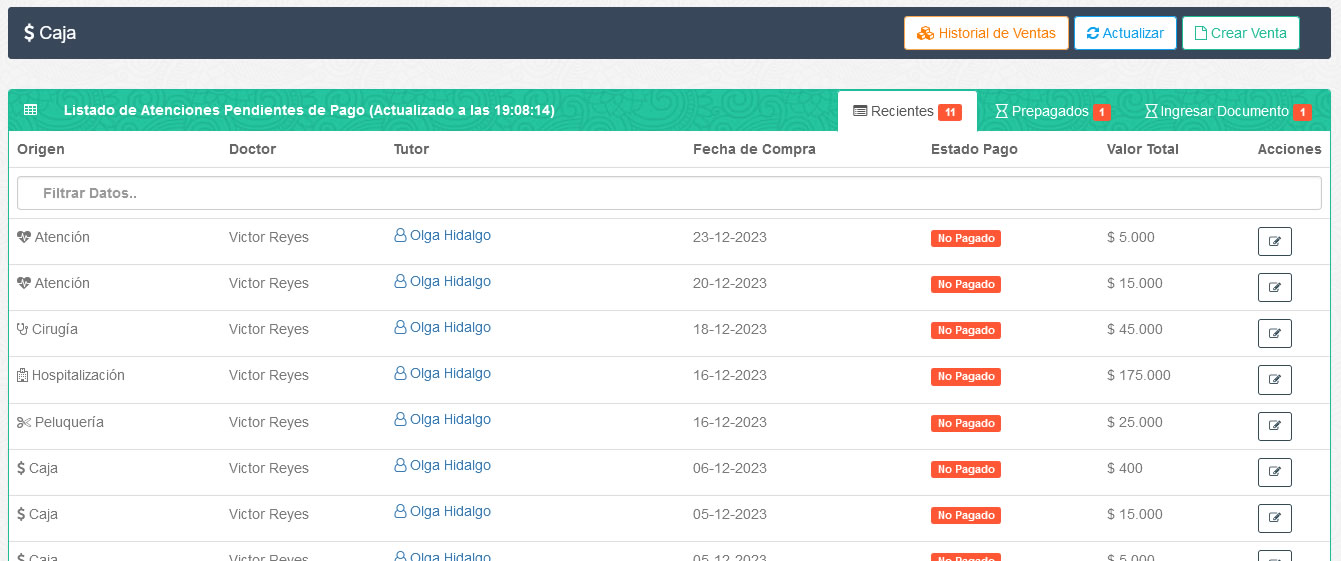 $ Caja
Historial de Ventas Actualizar Crear Venta
Listado de Atenciones Pendientes de Pago (Actualizado a las 19:08:14) Recientes 11 Prepagados 1 Ingresar Documento 1
Origen Doctor Tutor Fecha de Compra Estado Pago Valor Total Acciones
Filtrar Datos..
Atención Victor Reyes Olga Hidalgo 23-12-2023 No Pagado $ 5.000
Atención Victor Reyes Olga Hidalgo 20-12-2023 No Pagado $ 15.000
Cirugía Victor Reyes Olga Hidalgo 18-12-2023 No Pagado $ 45.000
Hospitalización Victor Reyes Olga Hidalgo 16-12-2023 No Pagado $ 175.000
Peluquería Victor Reyes Olga Hidalgo 16-12-2023 No Pagado $ 25.000
$ Caja Victor Reyes Olga Hidalgo 06-12-2023 No Pagado $ 400
$ Caja Victor Reyes Olga Hidalgo 05-12-2023 No Pagado $ 15.000
$ Caja Victor Reyes Olga Hidalgo 05-12-2023 No Pagado $ 5.000